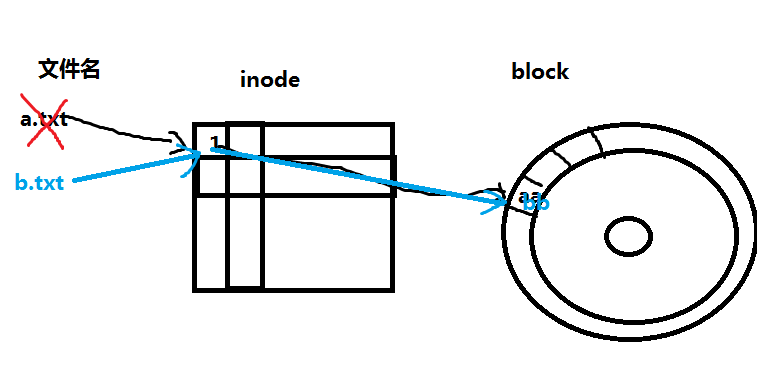 文件名
inode
block
a.txt
1
b.txt
aa
bb